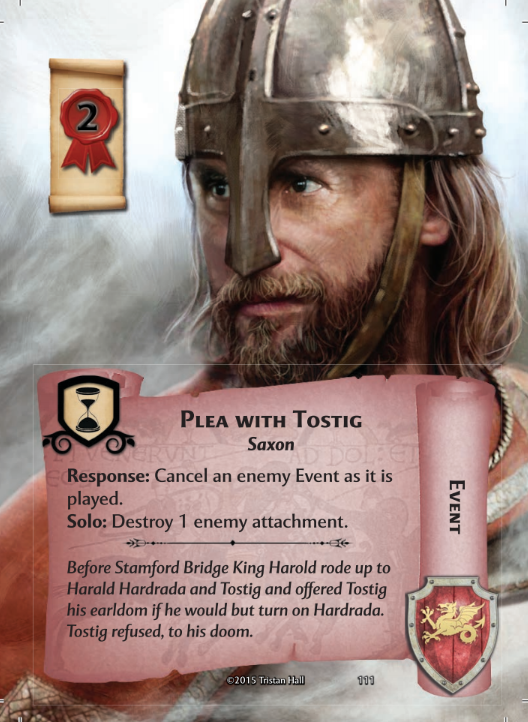 2
Plea with Tostig
Saxon
Response: Cancel an enemy Event as it is
played.
Solo: Destroy 1 enemy attachment.
Before Stamford Bridge King Harold rode up to
Harald Hardrada and Tostig and offered Tostig
his earldom if he would but turn on Hardrada.
Tostig refused, to his doom.
Event
©2015 Tristan Hall 111